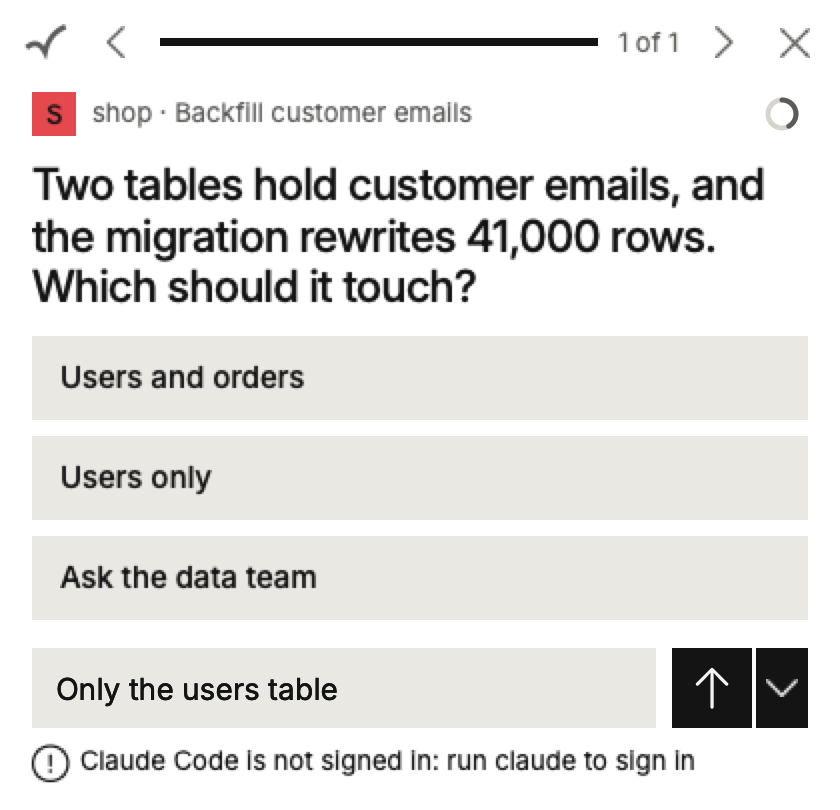 1 of 1
S
shop · Backfill customer emails
Two tables hold customer emails, and
the migration rewrites 41,000 rows.
Which should it touch?
Users and orders
Users only
Ask the data team
Only the users table
Claude Code is not signed in: run claude to sign in